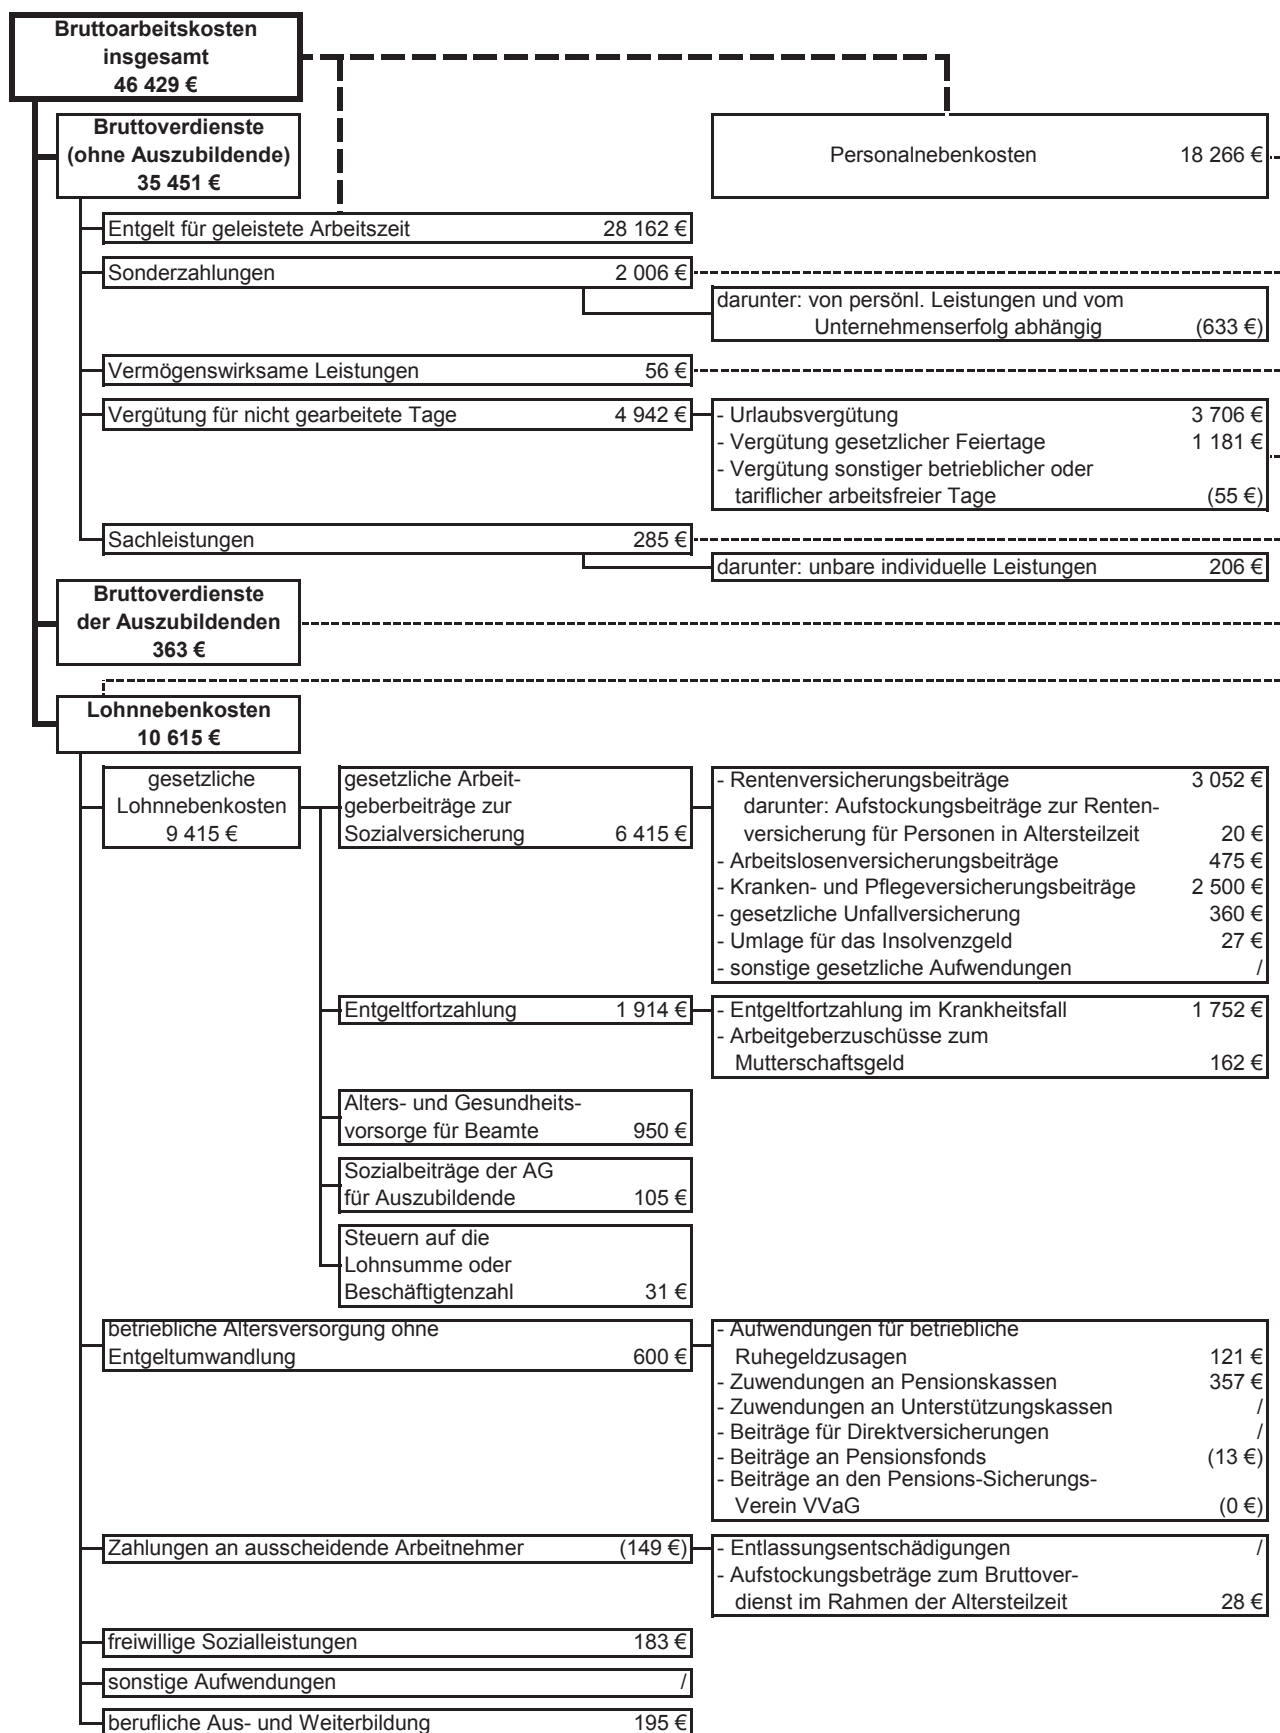 Bruttoarbeitskosten
insgesamt
46 429 €
Bruttoverdienste
(ohne Auszubildende)
35 451 €
Personalnebenkosten 18 266 €
Entgelt für geleistete Arbeitszeit 28 162 €
Sonderzahlungen 2 006 €
darunter: von persönl. Leistungen und vom
Unternehmenserfolg abhängig (633 €)
Vermögenswirksame Leistungen 56 €
Vergütung für nicht gearbeitete Tage 4 942 €
- Urlaubsvergütung 3 706 €
- Vergütung gesetzlicher Feiertage 1 181 €
- Vergütung sonstiger betrieblicher oder
tariflicher arbeitsfreier Tage (55 €)
Sachleistungen 285 €
darunter: unbare individuelle Leistungen 206 €
Bruttoverdienste
der Auszubildenden
363 €
Lohnnebenkosten
10 615 €
gesetzliche
Lohnnebenkosten
9 415 €
gesetzliche Arbeit-
geberbeiträge zur
Sozialversicherung 6 415 €
- Rentenversicherungsbeiträge 3 052 €
darunter: Aufstockungsbeiträge zur Renten-
versicherung für Personen in Altersteilzeit 20 €
- Arbeitslosenversicherungsbeiträge 475 €
- Kranken- und Pflegeversicherungsbeiträge 2 500 €
- gesetzliche Unfallversicherung 360 €
- Umlage für das Insolvenzgeld 27 €
- sonstige gesetzliche Aufwendungen /
Entgeltfortzahlung 1 914 €
- Entgeltfortzahlung im Krankheitsfall 1 752 €
- Arbeitgeberzuschüsse zum
Mutterschaftsgeld 162 €
Alters- und Gesundheits-
vorsorge für Beamte 950 €
Sozialbeiträge der AG
für Auszubildende 105 €
Steuern auf die
Lohnsumme oder
Beschäftigtenzahl 31 €
betriebliche Altersversorgung ohne
Entgeltumwandlung 600 €
- Aufwendungen für betriebliche
Ruhegeldzusagen 121 €
- Zuwendungen an Pensionskassen 357 €
- Zuwendungen an Unterstützungskassen /
- Beiträge für Direktversicherungen /
- Beiträge an Pensionsfonds (13 €)
- Beiträge an den Pensions-Sicherungs-
Verein VVaG (0 €)
Zahlungen an ausscheidende Arbeitnehmer (149 €)
- Entlassungsentschädigungen /
- Aufstockungsbeträge zum Bruttover-
dienst im Rahmen der Altersteilzeit 28 €
freiwillige Sozialleistungen 183 €
sonstige Aufwendungen /
berufliche Aus- und Weiterbildung 195 €